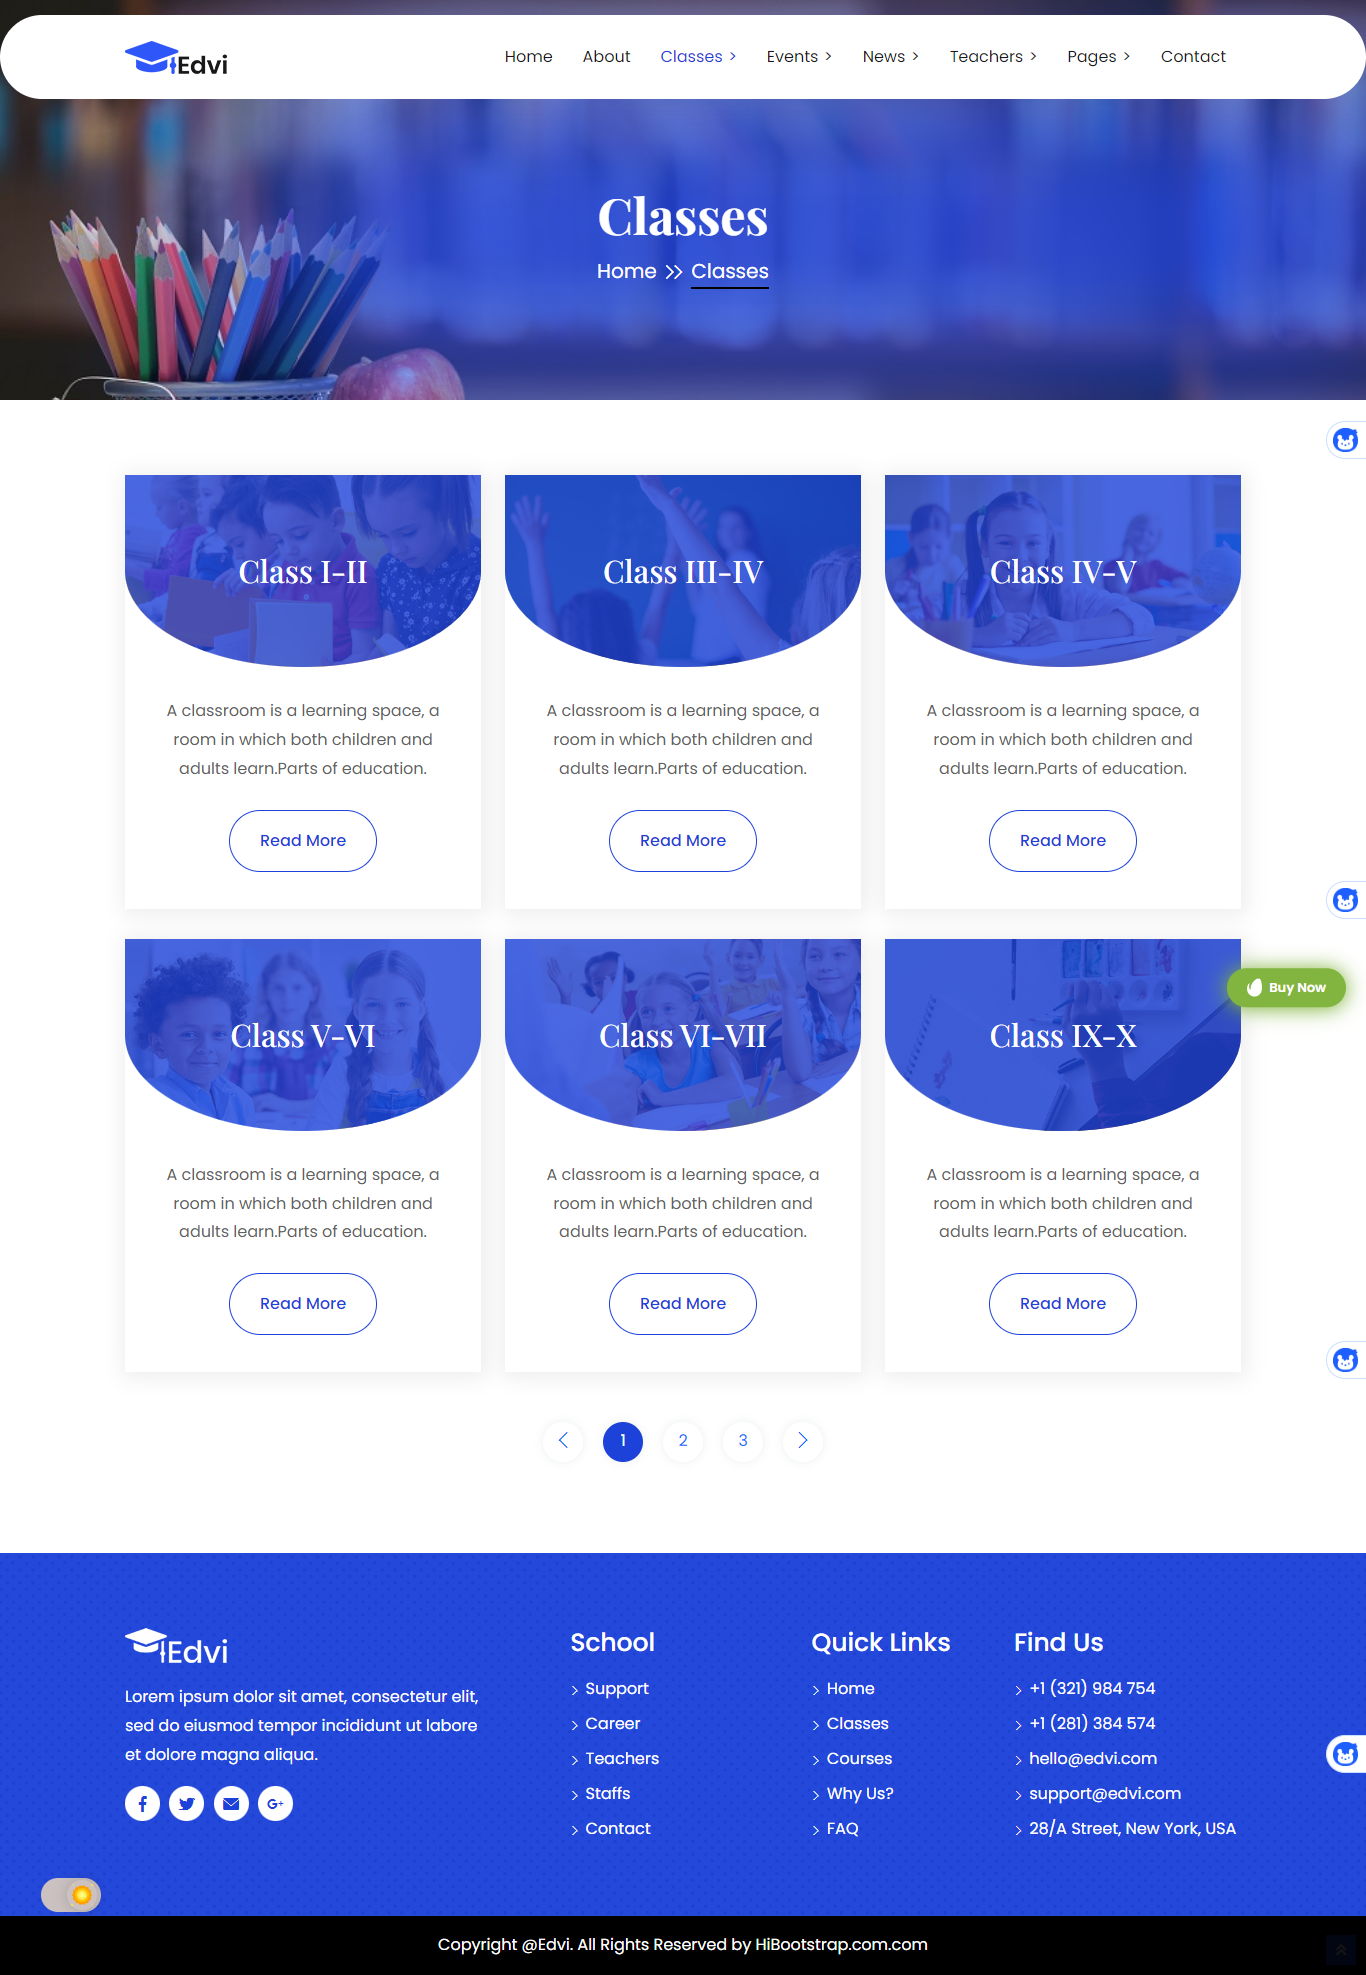 Edvi
Home About Classes > Events > News > Teachers > Pages > Contact
Classes
Home Classes
Class I-II
Class III-IV
Class IV-V
A classroom is a learning space, a
room in which both children and
adults learn.Parts of education.
A classroom is a learning space, a
room in which both children and
adults learn.Parts of education.
A classroom is a learning space, a
room in which both children and
adults learn.Parts of education.
Read More
Read More
Read More
Class V-VI
Class VI-VII
Class IX-X
Buy Now
A classroom is a learning space, a
room in which both children and
adults learn.Parts of education.
A classroom is a learning space, a
room in which both children and
adults learn.Parts of education.
A classroom is a learning space, a
room in which both children and
adults learn.Parts of education.
Read More
Read More
Read More
1 2 3
Edvi
Lorem ipsum dolor sit amet, consectetur elit,
sed do eiusmod tempor incididunt ut labore
et dolore magna aliqua.
G+
School
Support
Career
Teachers
Staffs
Contact
Quick Links
Home
Classes
Courses
Why Us?
FAQ
Find Us
+1 (321) 984 754
+1 (281) 384 574
hello@edvi.com
support@edvi.com
28/A Street, New York, USA
Copyright @Edvi. All Rights Reserved by HiBootstrap.com.com